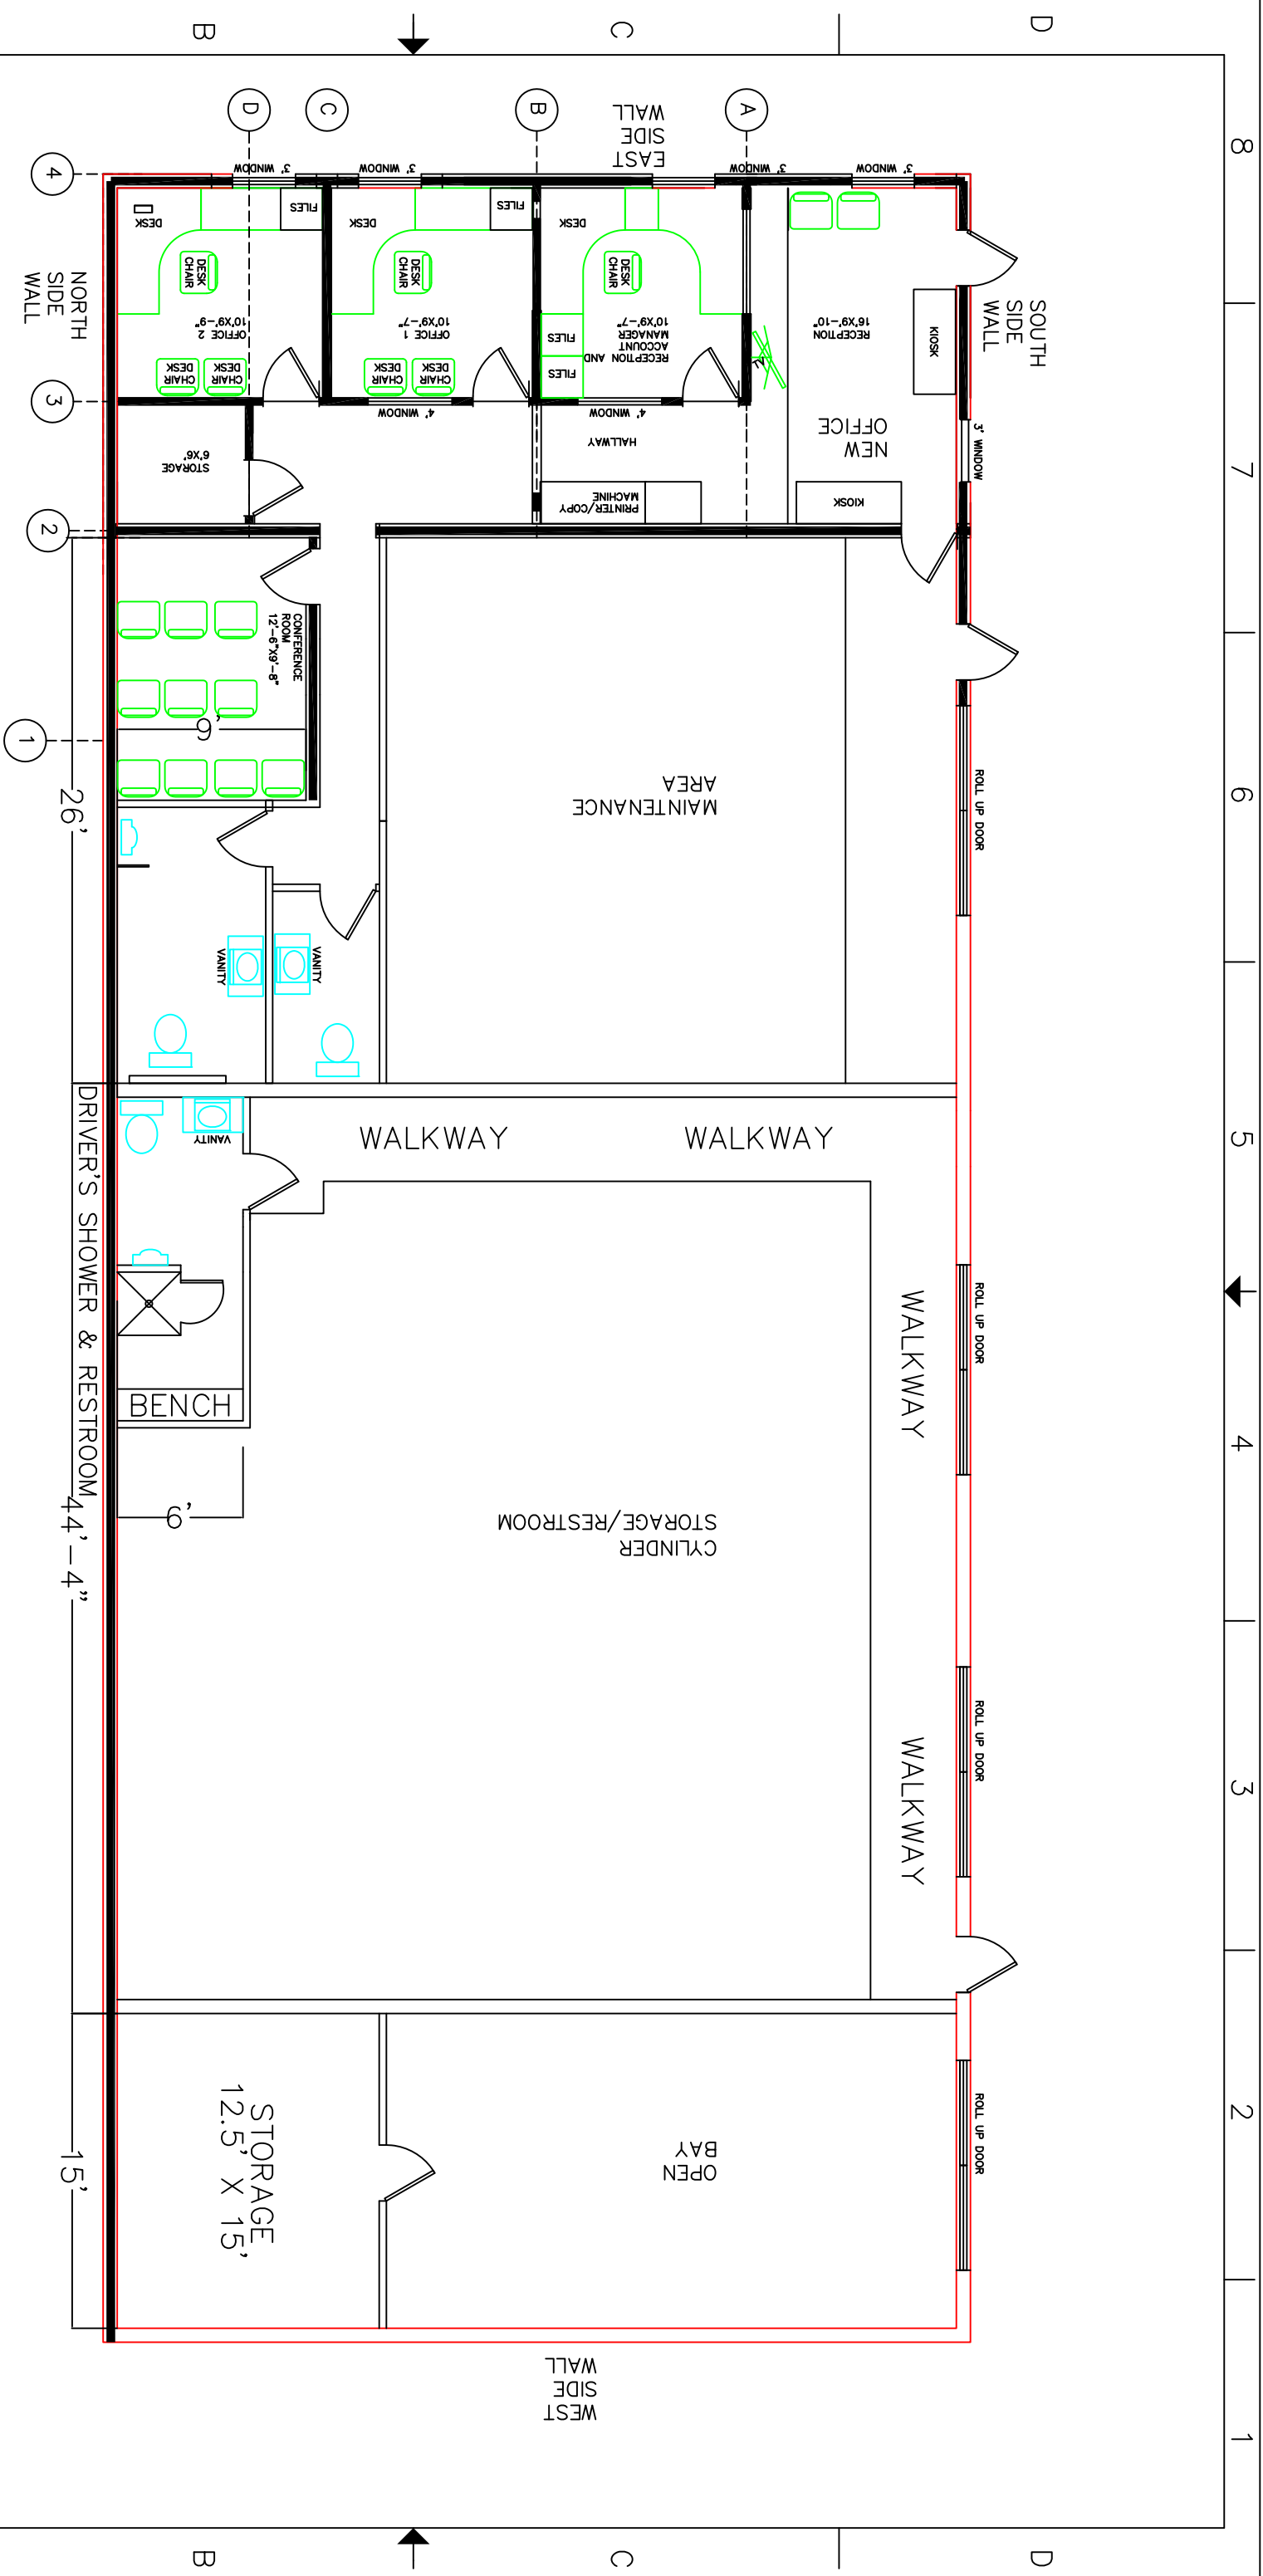 B
C
D
8
7
6
5
4
3
2
1
B
C
D
D
C
B
A
4
3
2
1
EAST
SIDE
WALL
SOUTH
SIDE
WALL
NORTH
SIDE
WALL
WEST
SIDE
WALL
3' WINDOW
3' WINDOW
3' WINDOW
3' WINDOW
3' WINDOW
DESK
FILES
DESK
CHAIR
OFFICE 2
10'X9'-9"
CHAIR
DESK
CHAIR
DESK
DESK
FILES
DESK
CHAIR
OFFICE 1
10'X9'-7"
CHAIR
DESK
CHAIR
DESK
DESK
DESK
CHAIR
RECEPTION AND
ACCOUNT
MANAGER
10'X9'-7"
FILES
FILES
RECEPTION
16'X9'-10"
KIOSK
NEW
OFFICE
KIOSK
4' WINDOW
4' WINDOW
HALLWAY
PRINTER/COPY
MACHINE
STORAGE
6'X6'
CONFERENCE
ROOM
12'-6"X9'-8"
9'
26'
MAINTENANCE
AREA
ROLL UP DOOR
VANITY
VANITY
VANITY
WALKWAY
WALKWAY
DRIVER'S SHOWER & RESTROOM
BENCH
6'
44'-4"
WALKWAY
WALKWAY
ROLL UP DOOR
ROLL UP DOOR
CYLINDER
STORAGE/RESTROOM
STORAGE
12.5' X 15'
15'
OPEN
BAY
ROLL UP DOOR